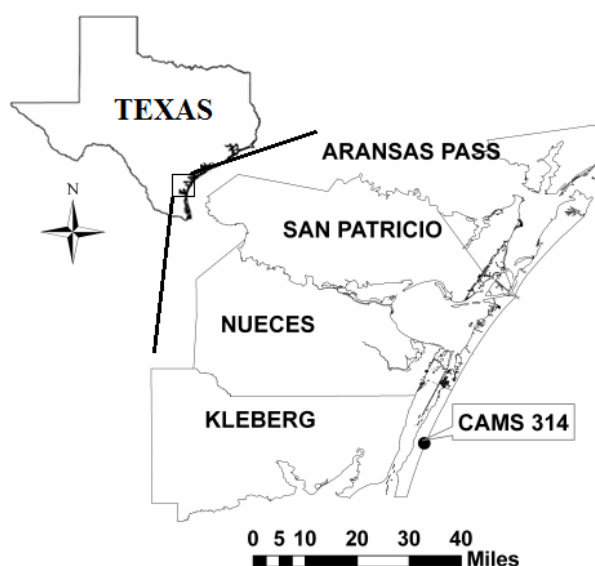 TEXAS
N
ARANSAS PASS
SAN PATRICIO
NUECES
KLEBERG
CAMS 314
0 5 10 20 30 40
Miles